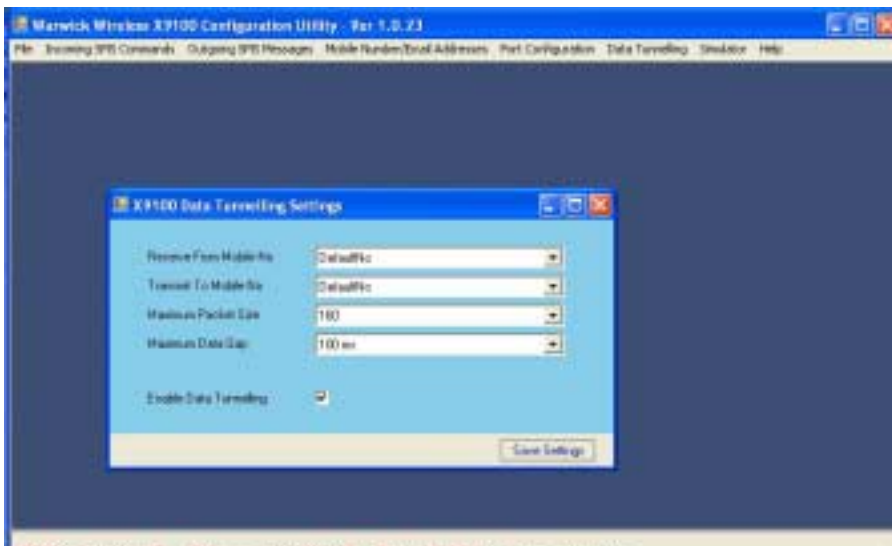 Warwick Wireless X9100 Configuration Utility - Ver 1.0.23
File Incoming SMS Commands Outgoing SMS Messages Mobile Number/Email Addresses Port Configuration Data Tunnelling Simulator Help
X9100 Data Tunnelling Settings
Receive From Mobile No DefaultNo
Transmit To Mobile No DefaultNo
Maximum Packet Size 160
Maximum Data Gap 100 ms
Enable Data Tunnelling
Save Settings